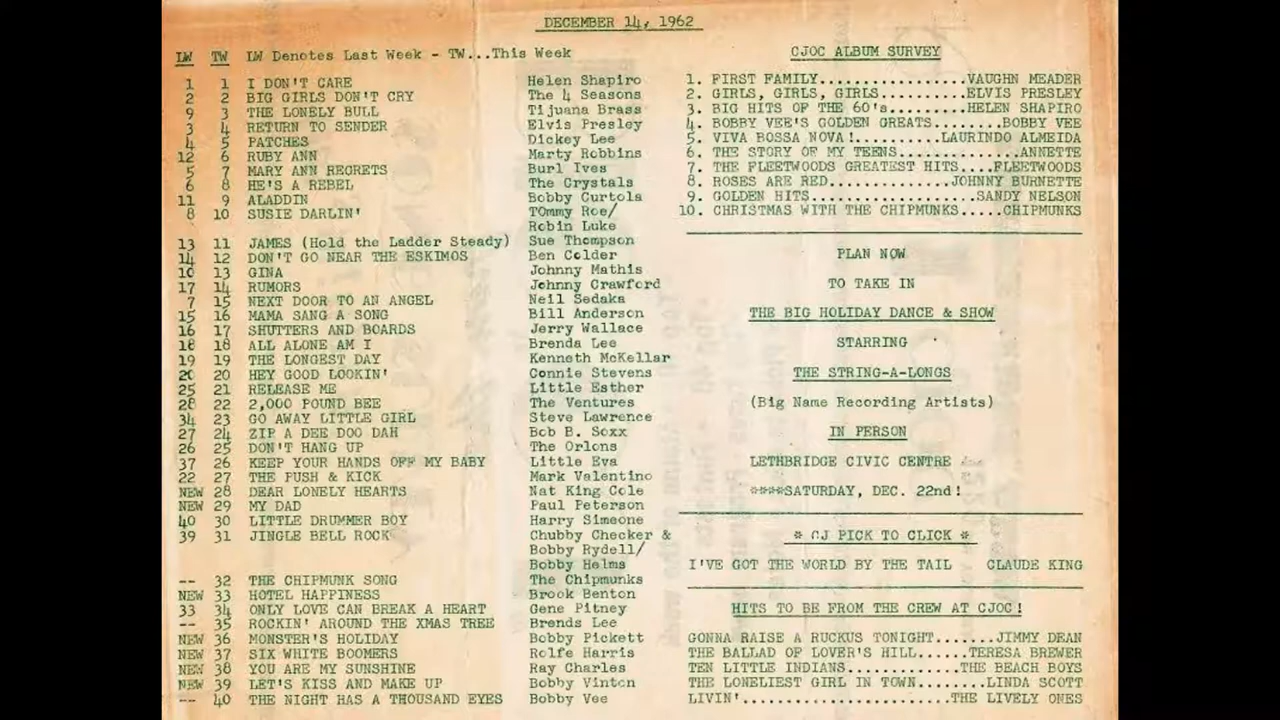 DECEMBER 14, 1962
LW TW LW Denotes Last Week - TW...This Week
1 1 I DON'T CARE Helen Shapiro
2 2 BIG GIRLS DON'T CRY The 4 Seasons
9 3 THE LONELY BULL Tijuana Brass
3 4 RETURN TO SENDER Elvis Presley
4 5 PATCHES Dickey Lee
12 6 RUBY ANN Marty Robbins
5 7 MARY ANN REGRETS Burl Ives
6 8 HE'S A REBEL The Crystals
11 9 ALADDIN Bobby Curtola
8 10 SUSIE DARLIN' TOmmy Roe/
Robin Luke
13 11 JAMES (Hold the Ladder Steady) Sue Thompson
14 12 DON'T GO NEAR THE ESKIMOS Ben Colder
10 13 GINA Johnny Mathis
17 14 RUMORS Johnny Crawford
7 15 NEXT DOOR TO AN ANGEL Neil Sedaka
15 16 MAMA SANG A SONG Bill Anderson
16 17 SHUTTERS AND BOARDS Jerry Wallace
18 18 ALL ALONE AM I Brenda Lee
19 19 THE LONGEST DAY Kenneth McKellar
20 20 HEY GOOD LOOKIN' Connie Stevens
25 21 RELEASE ME Little Esther
28 22 2,000 POUND BEE The Ventures
34 23 GO AWAY LITTLE GIRL Steve Lawrence
27 24 ZIP A DEE DOO DAH Bob B. Soxx
26 25 DON'T HANG UP The Orlons
37 26 KEEP YOUR HANDS OFF MY BABY Little Eva
22 27 THE PUSH & KICK Mark Valentino
NEW 28 DEAR LONELY HEARTS Nat King Cole
NEW 29 MY DAD Paul Peterson
40 30 LITTLE DRUMMER BOY Harry Simeone
39 31 JINGLE BELL ROCK Chubby Checker &
Bobby Rydell/
Bobby Helms
-- 32 THE CHIPMUNK SONG The Chipmunks
NEW 33 HOTEL HAPPINESS Brook Benton
33 34 ONLY LOVE CAN BREAK A HEART Gene Pitney
-- 35 ROCKIN' AROUND THE XMAS TREE Brends Lee
NEW 36 MONSTER'S HOLIDAY Bobby Pickett
NEW 37 SIX WHITE BOOMERS Rolfe Harris
NEW 38 YOU ARE MY SUNSHINE Ray Charles
NEW 39 LET'S KISS AND MAKE UP Bobby Vinton
-- 40 THE NIGHT HAS A THOUSAND EYES Bobby Vee
CJOC ALBUM SURVEY
1. FIRST FAMILY..................VAUGHN MEADER
2. GIRLS, GIRLS, GIRLS..........ELVIS PRESLEY
3. BIG HITS OF THE 60's.........HELEN SHAPIRO
4. BOBBY VEE'S GOLDEN GREATS........BOBBY VEE
5. VIVA BOSSA NOVA!..........LAURINDO ALMEIDA
6. THE STORY OF MY TEENS..............ANNETTE
7. THE FLEETWOODS GREATEST HITS....FLEETWOODS
8. ROSES ARE RED..............JOHNNY BURNETTE
9. GOLDEN HITS....................SANDY NELSON
10. CHRISTMAS WITH THE CHIPMUNKS.....CHIPMUNKS
PLAN NOW
TO TAKE IN
THE BIG HOLIDAY DANCE & SHOW
STARRING
THE STRING-A-LONGS
(Big Name Recording Artists)
IN PERSON
LETHBRIDGE CIVIC CENTRE
****SATURDAY, DEC. 22nd!
* CJ PICK TO CLICK *
I'VE GOT THE WORLD BY THE TAIL CLAUDE KING
HITS TO BE FROM THE CREW AT CJOC!
GONNA RAISE A RUCKUS TONIGHT.......JIMMY DEAN
THE BALLAD OF LOVER'S HILL......TERESA BREWER
TEN LITTLE INDIANS.............THE BEACH BOYS
THE LONELIEST GIRL IN TOWN........LINDA SCOTT
LIVIN'.........................THE LIVELY ONES